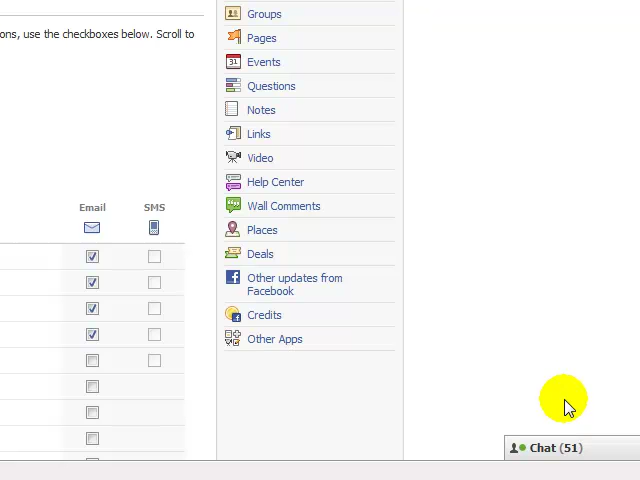 ons, use the checkboxes below. Scroll to
Email
SMS
Groups
Pages
31
Events
Questions
Notes
Links
Video
Help Center
Wall Comments
Places
Deals
Other updates from
Facebook
Credits
Other Apps
Chat (51)